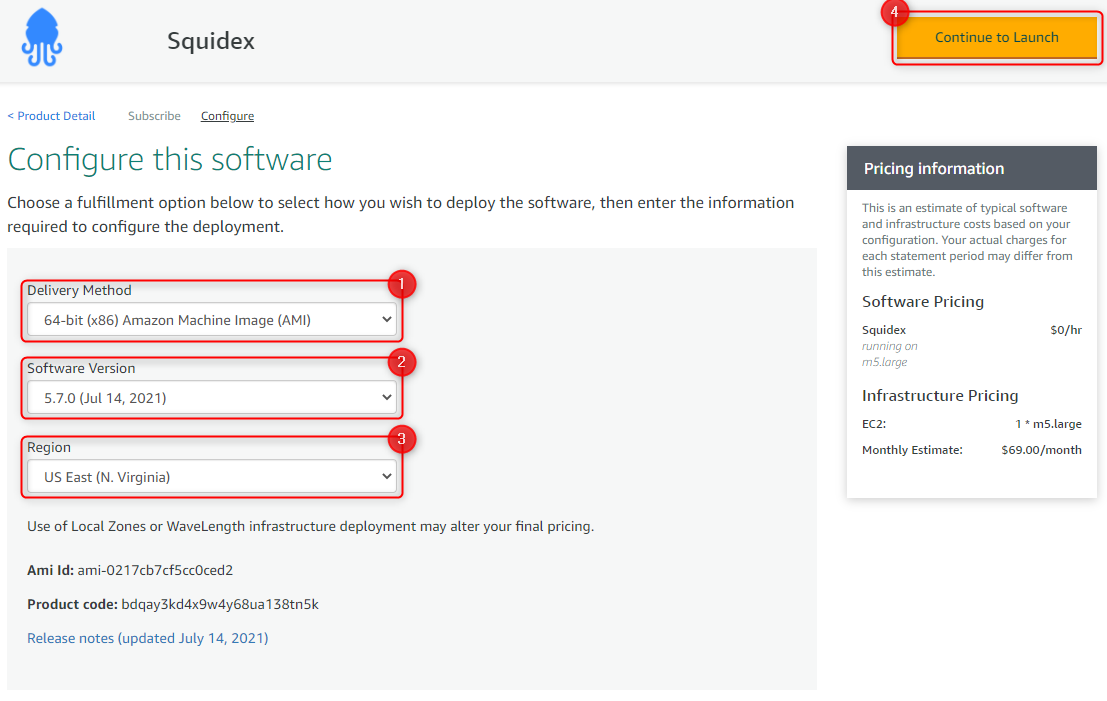 Squidex
4
Continue to Launch
< Product Detail
Subscribe
Configure
Configure this software
Choose a fulfillment option below to select how you wish to deploy the software, then enter the information
required to configure the deployment.
1
Delivery Method
64-bit (x86) Amazon Machine Image (AMI)
2
Software Version
5.7.0 (Jul 14, 2021)
3
Region
US East (N. Virginia)
Use of Local Zones or WaveLength infrastructure deployment may alter your final pricing.
Ami Id: ami-0217cb7cf5cc0ced2
Product code: bdqay3kd4x9w4y68ua138tn5k
Release notes (updated July 14, 2021)
Pricing information
This is an estimate of typical software
and infrastructure costs based on your
configuration. Your actual charges for
each statement period may differ from
this estimate.
Software Pricing
Squidex $0/hr
running on
m5.large
Infrastructure Pricing
EC2: 1 * m5.large
Monthly Estimate: $69.00/month